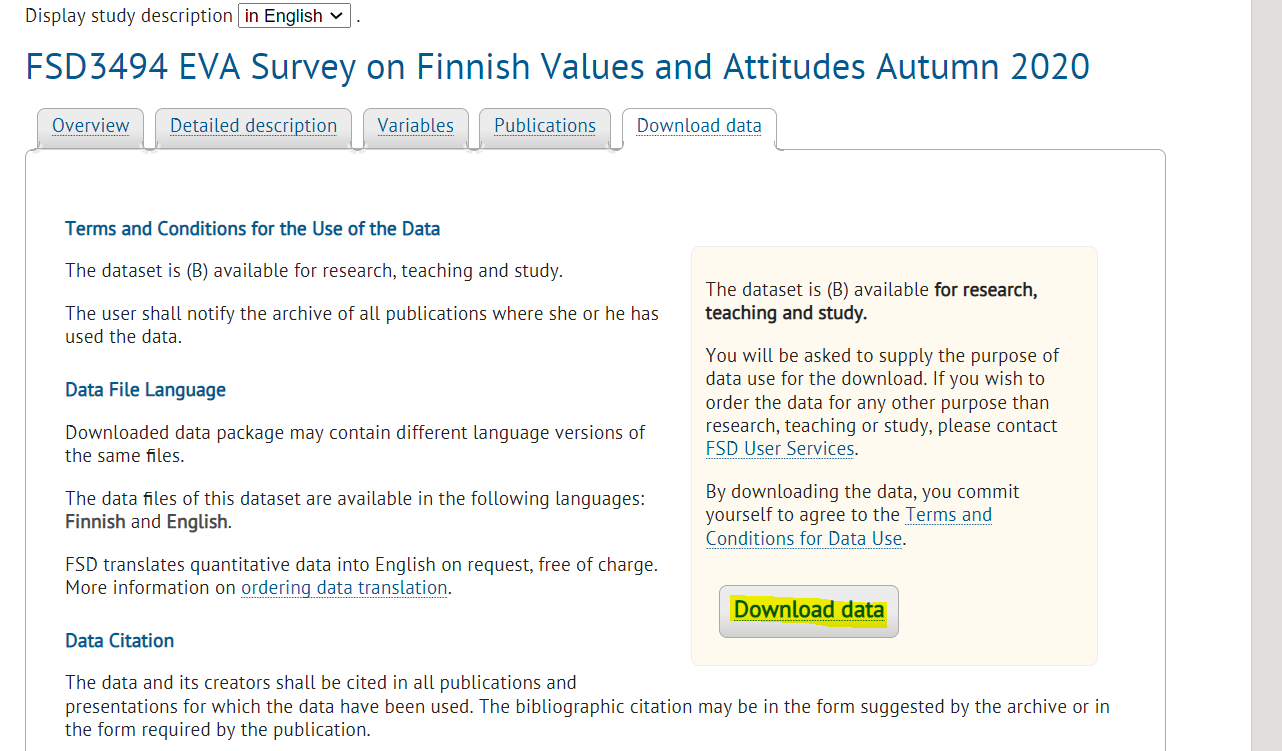 Display study description in English .
FSD3494 EVA Survey on Finnish Values and Attitudes Autumn 2020
Overview
Detailed description
Variables
Publications
Download data
Terms and Conditions for the Use of the Data
The dataset is (B) available for research, teaching and study.
The user shall notify the archive of all publications where she or he has
used the data.
Data File Language
Downloaded data package may contain different language versions of
the same files.
The data files of this dataset are available in the following languages:
Finnish and English.
FSD translates quantitative data into English on request, free of charge.
More information on ordering data translation.
The dataset is (B) available for research,
teaching and study.
You will be asked to supply the purpose of
data use for the download. If you wish to
order the data for any other purpose than
research, teaching or study, please contact
FSD User Services.
By downloading the data, you commit
yourself to agree to the Terms and
Conditions for Data Use.
Download data
Data Citation
The data and its creators shall be cited in all publications and
presentations for which the data have been used. The bibliographic citation may be in the form suggested by the archive or in
the form required by the publication.